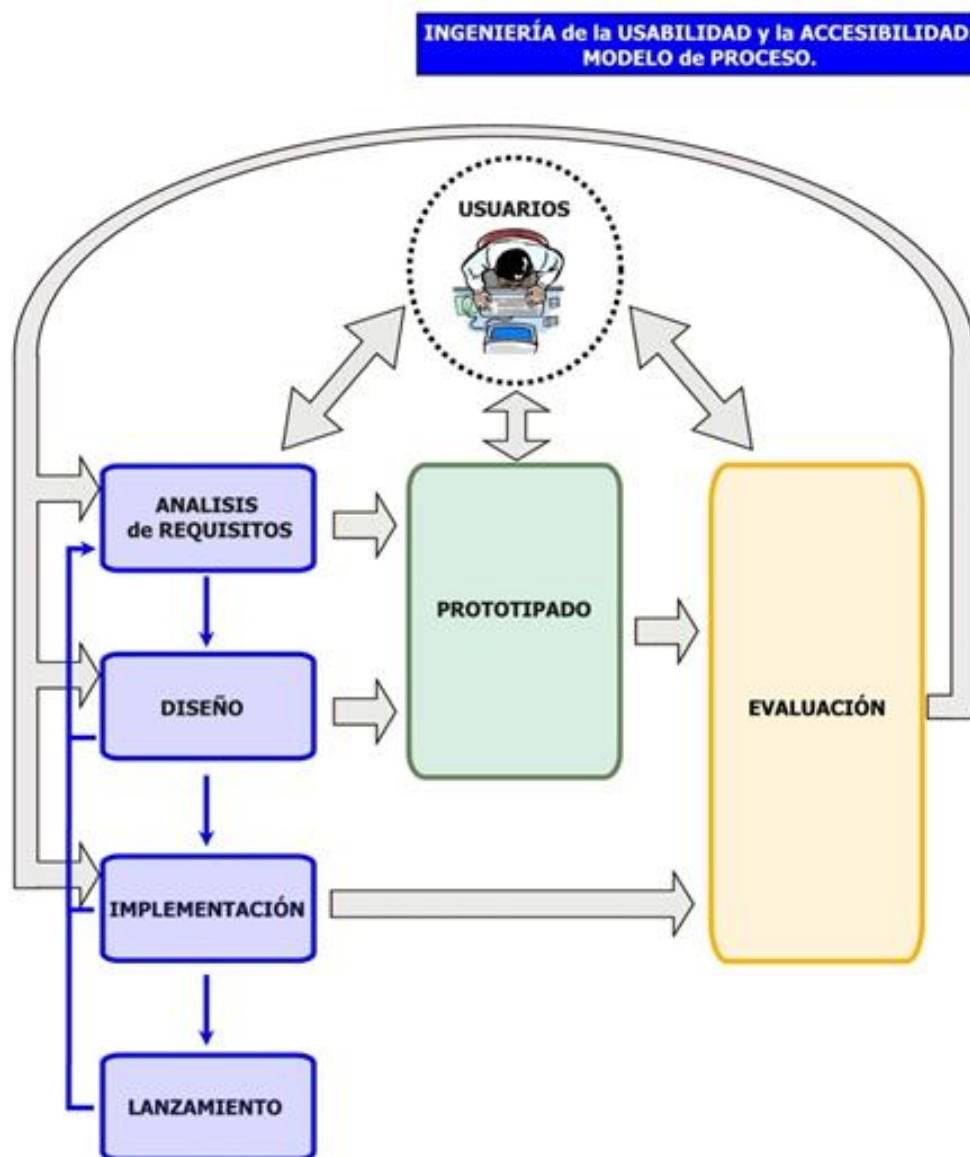 INGENIERÍA de la USABILIDAD y la ACCESIBILIDAD
MODELO de PROCESO.
USUARIOS
ANALISIS
de REQUISITOS
PROTOTIPADO
DISEÑO
EVALUACIÓN
IMPLEMENTACIÓN
LANZAMIENTO